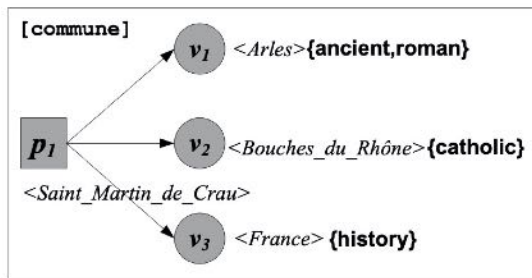 [commune]
v1 <Arles>{ancient,roman}
p1
v2 <Bouches_du_Rhône>{catholic}
<Saint_Martin_de_Crau>
v3 <France> {history}